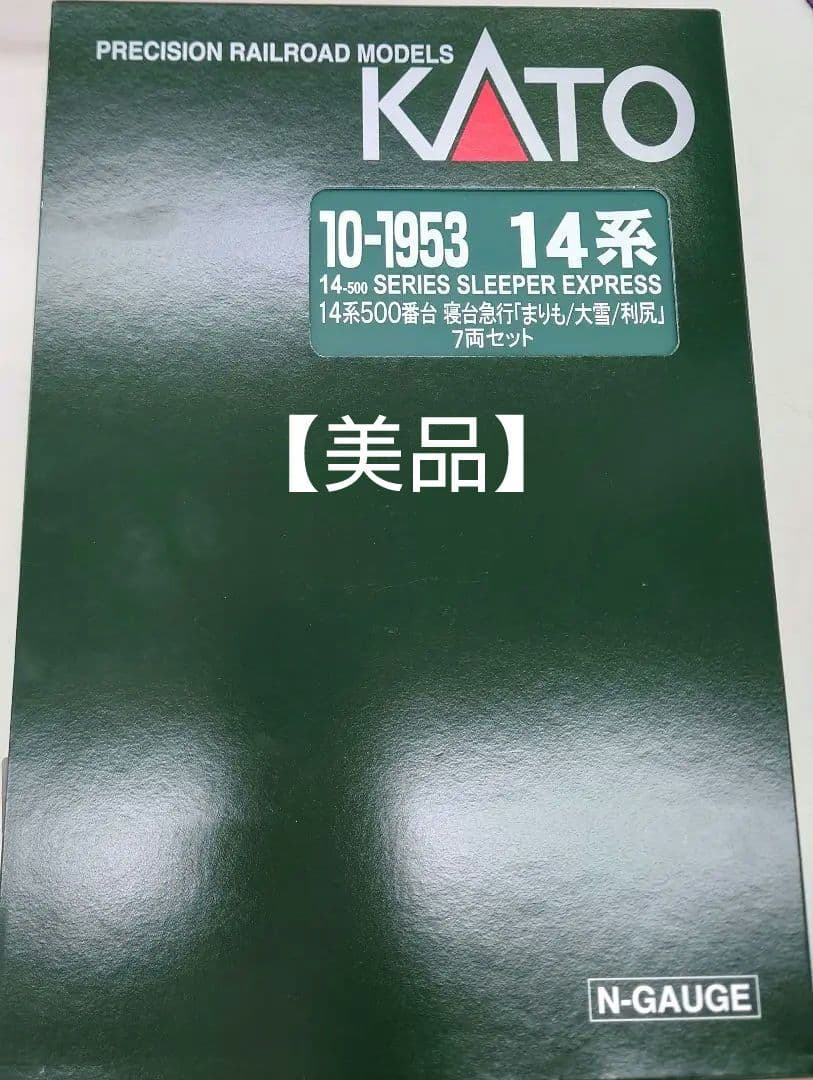 PRECISION RAILROAD MODELS
KATO
10-1953 14系
14-500 SERIES SLEEPER EXPRESS
14系500番台 寝台急行「まりも/大雪/利尻」
7両セット
【美品】
N-GAUGE